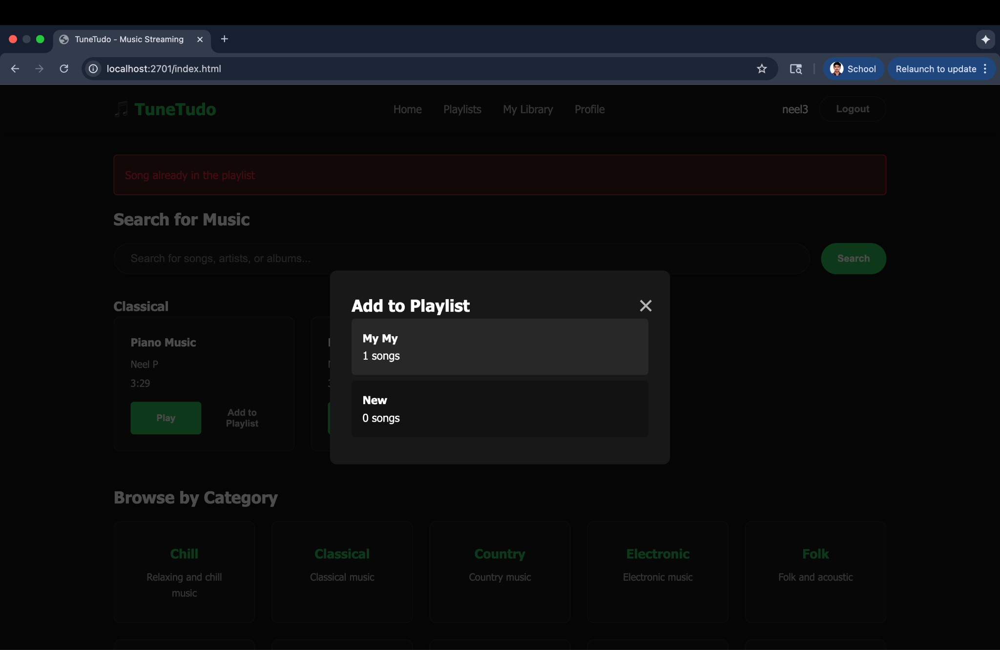 TuneTudo - Music Streaming
localhost:2701/index.html
School
Relaunch to update
TuneTudo
Home
Playlists
My Library
Profile
neel3
Logout
Song already in the playlist
Search for Music
Search for songs, artists, or albums...
Search
Classical
Piano Music
Neel P
3:29
Play
Add to
Playlist
Add to Playlist
My My
1 songs
New
0 songs
Browse by Category
Chill
Relaxing and chill
music
Classical
Classical music
Country
Country music
Electronic
Electronic music
Folk
Folk and acoustic